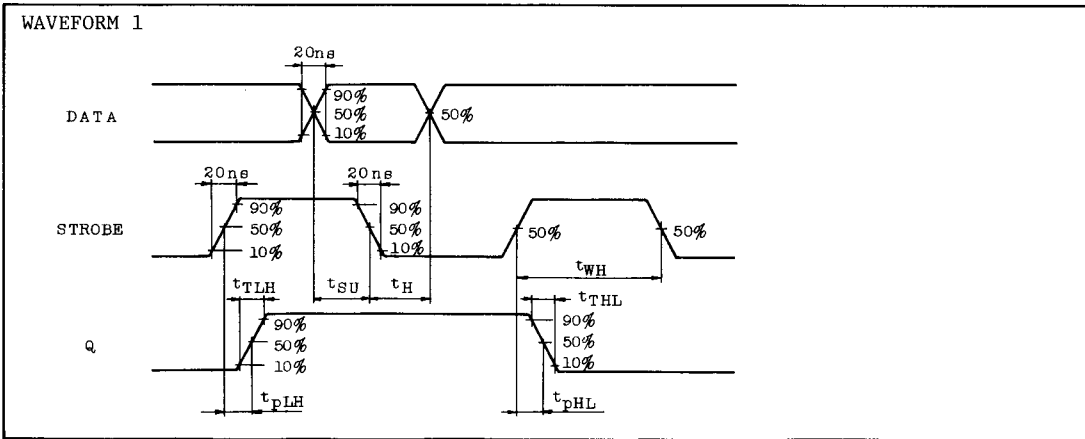 WAVEFORM 1
20ns
90%
DATA 50% 50%
10%
20ns 20ns
90% 90%
STROBE 50% 50% 50% 50%
10% 10%
tWH
tTLH tSU tH tTHL
90% 90%
Q 50% 50%
10% 10%
tpLH tpHL